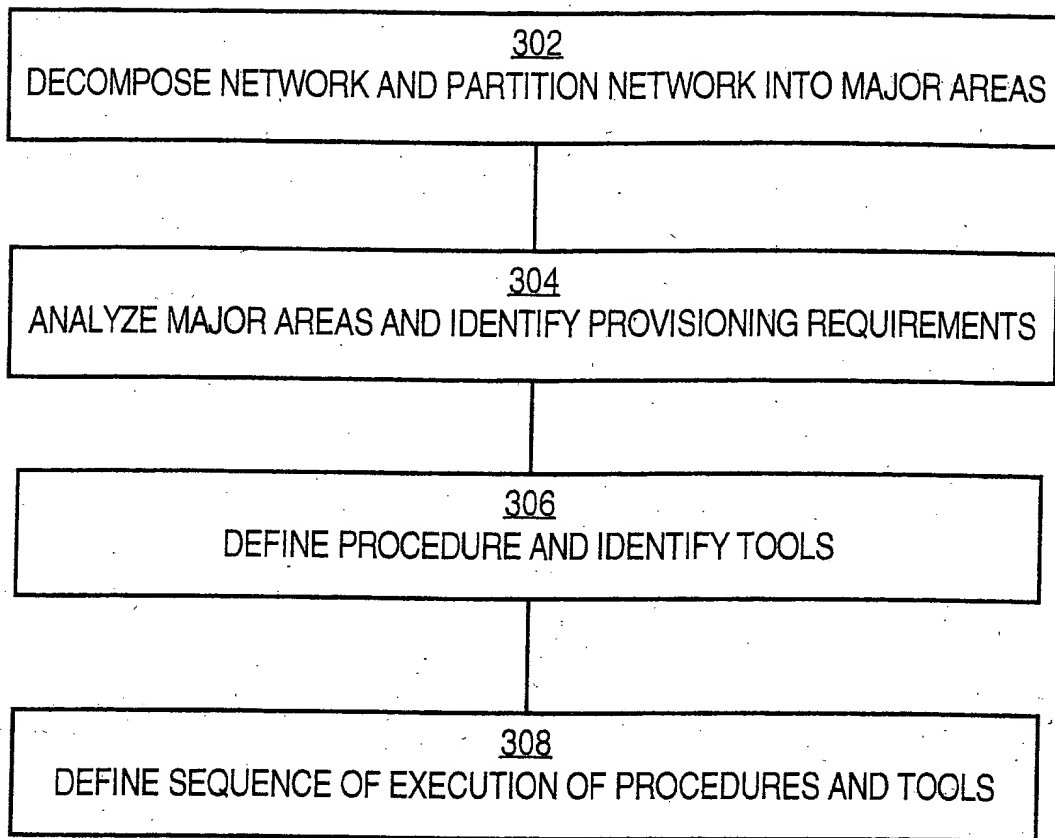 302
DECOMPOSE NETWORK AND PARTITION NETWORK INTO MAJOR AREAS
304
ANALYZE MAJOR AREAS AND IDENTIFY PROVISIONING REQUIREMENTS
306
DEFINE PROCEDURE AND IDENTIFY TOOLS
308
DEFINE SEQUENCE OF EXECUTION OF PROCEDURES AND TOOLS